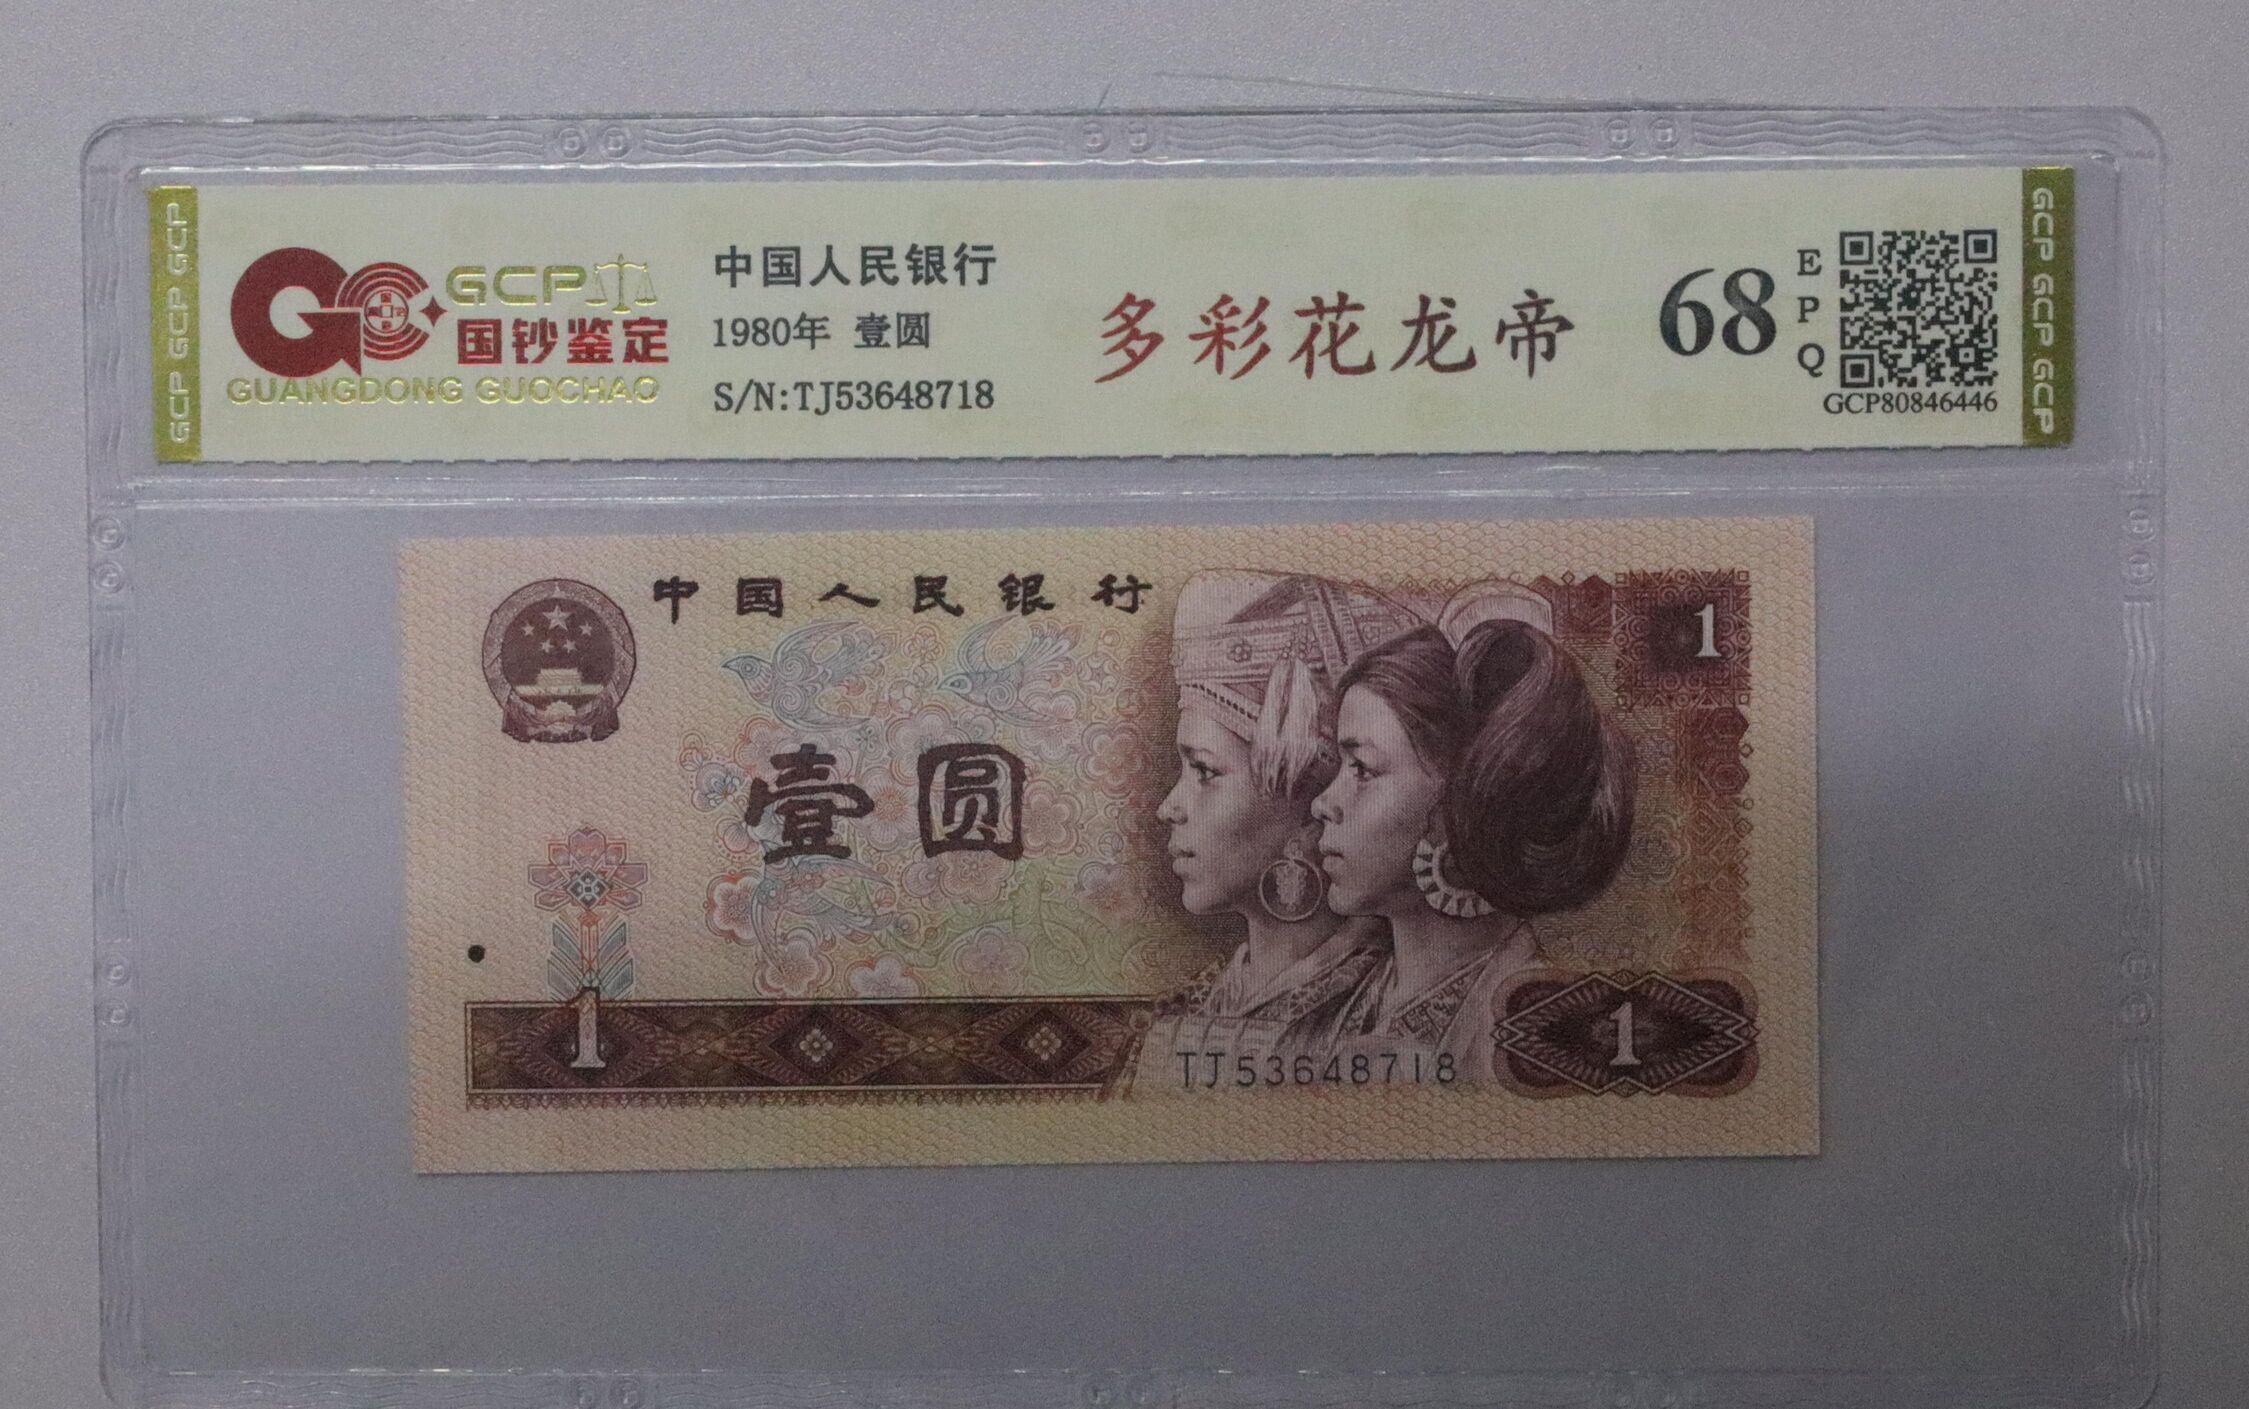 GCP GCP GCP
GCP
国钞鉴定
GUANGDONG GUOCHAO
中国人民银行
1980年 壹圆
S/N:TJ53648718
多彩花龙帝
68
EPQ
GCP80846446
GCP GCP GCP
中国人民银行
1
壹圆
1
1
TJ53648718